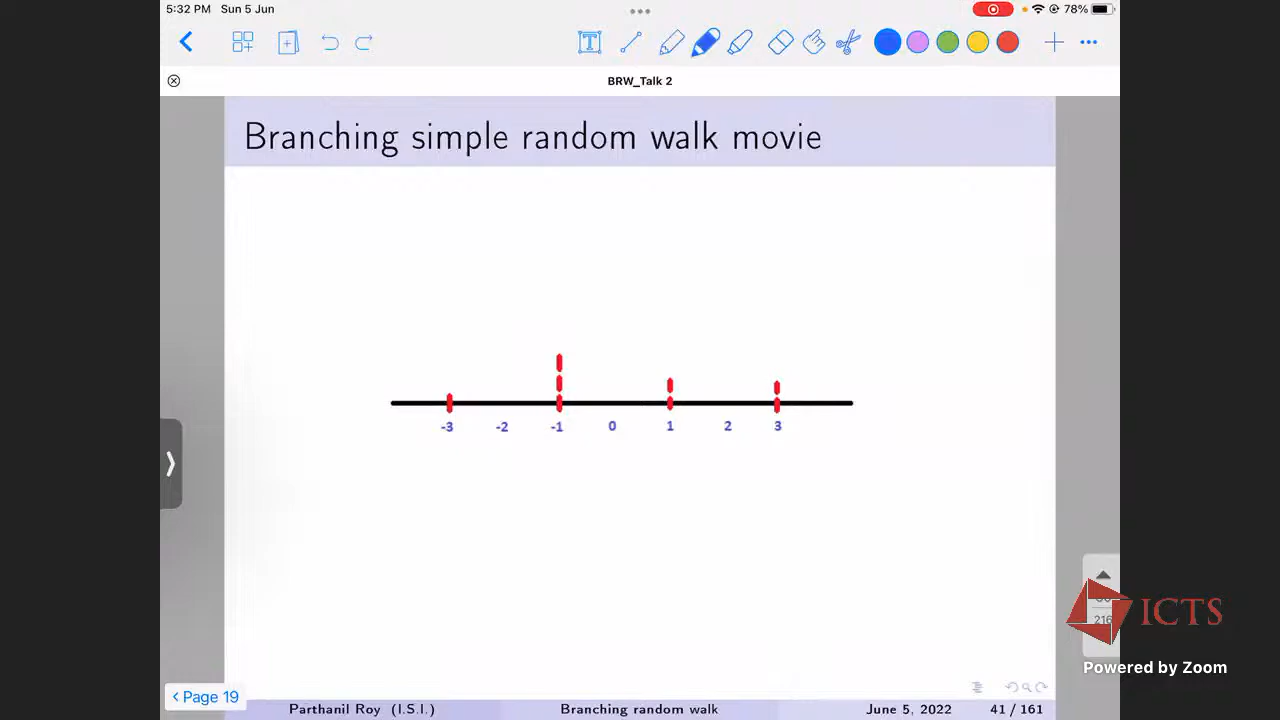 5:32 PM Sun 5 Jun
78%
BRW_Talk 2
Branching simple random walk movie
-3 -2 -1 0 1 2 3
216
ICTS
Powered by Zoom
Page 19
Parthanil Roy (I.S.I.) Branching random walk June 5, 2022 41 / 161